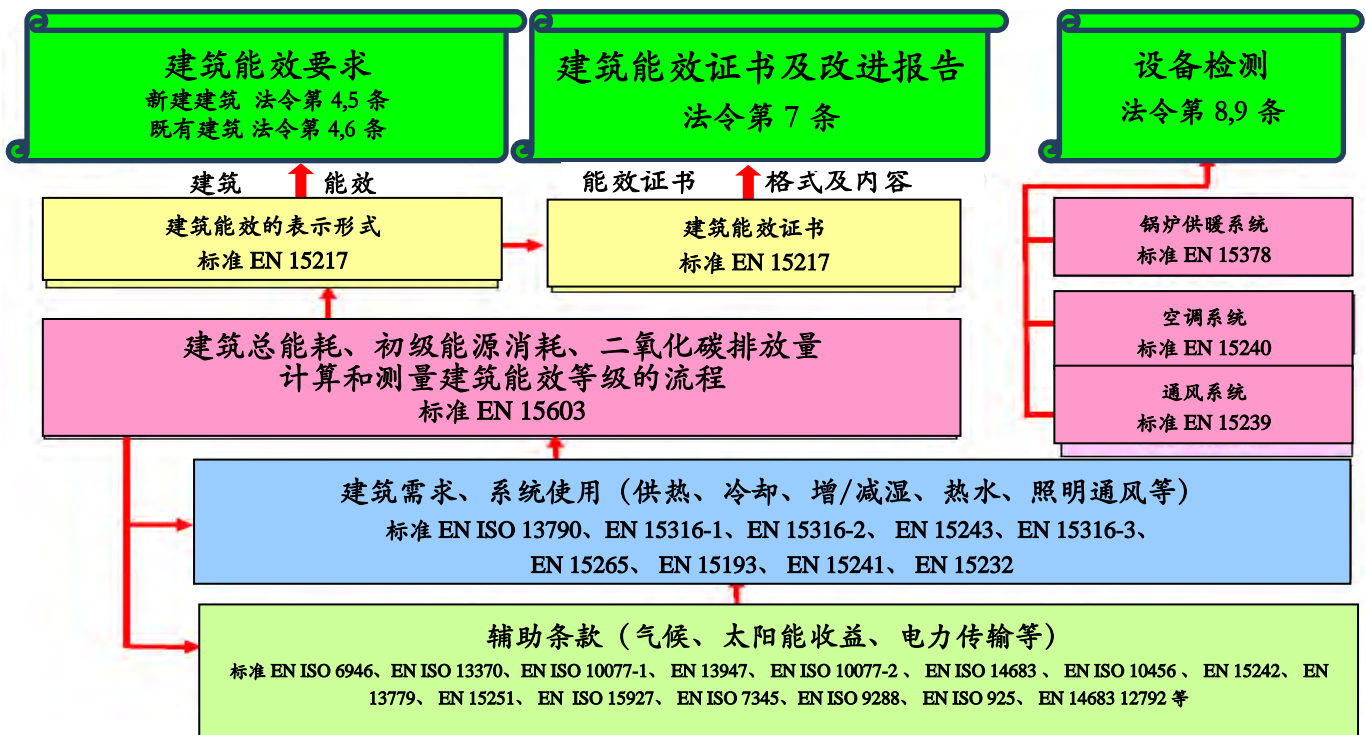 建筑能效要求
新建建筑 法令第 4,5 条
既有建筑 法令第 4,6 条
建筑能效证书及改进报告
法令第 7 条
设备检测
法令第 8,9 条
建筑 能效
能效证书 格式及内容
建筑能效的表示形式
标准 EN 15217
建筑能效证书
标准 EN 15217
锅炉供暖系统
标准 EN 15378
空调系统
标准 EN 15240
通风系统
标准 EN 15239
建筑总能耗、初级能源消耗、二氧化碳排放量
计算和测量建筑能效等级的流程
标准 EN 15603
建筑需求、系统使用（供热、冷却、增/减湿、热水、照明通风等）
标准 EN ISO 13790、EN 15316-1、EN 15316-2、 EN 15243、EN 15316-3、
EN 15265、 EN 15193、 EN 15241、 EN 15232
辅助条款（气候、太阳能收益、电力传输等）
标准 EN ISO 6946、EN ISO 13370、EN ISO 10077-1、 EN 13947、 EN ISO 10077-2 、 EN ISO 14683 、 EN ISO 10456 、 EN 15242、 EN
13779、 EN 15251、 EN ISO 15927、 EN ISO 7345、EN ISO 9288、 EN ISO 925、 EN 14683 12792 等